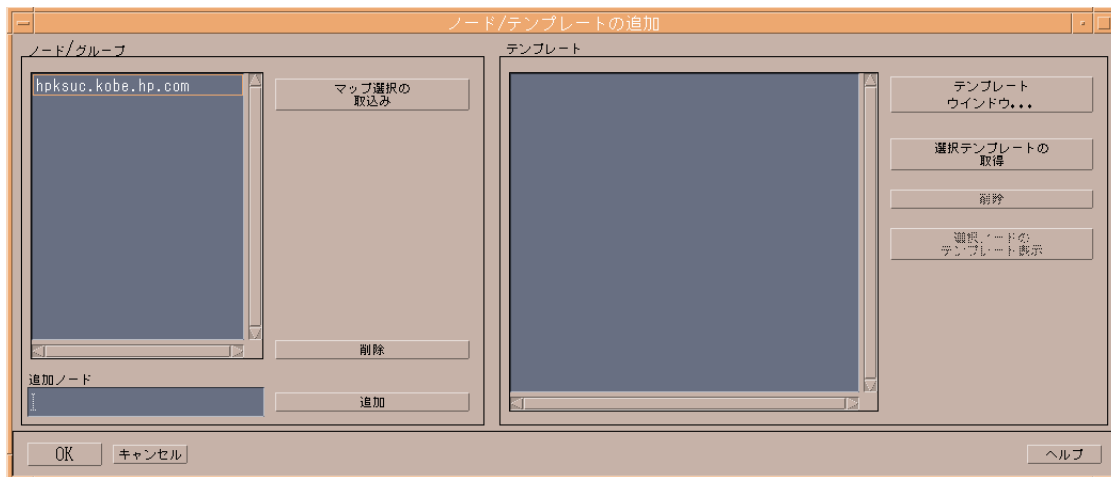 ノード/テンプレートの追加
ノード/グループ
テンプレート
hpksuc.kobe.hp.com
マップ選択の
取込み
テンプレート
ウインドウ...
選択テンプレートの
取得
削除
選択ノードの
テンプレート表示
削除
追加ノード
追加
OK
キャンセル
ヘルプ